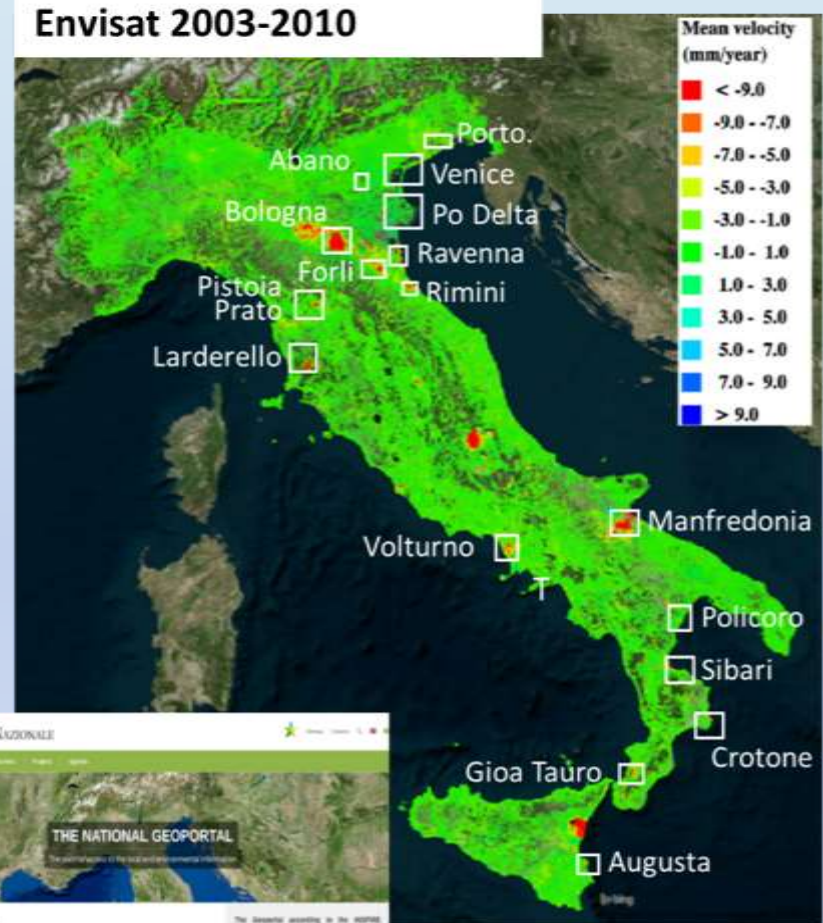 Envisat 2003-2010
Mean velocity
(mm/year)
< -9.0
-9.0 - -7.0
-7.0 - -5.0
-5.0 - -3.0
-3.0 - -1.0
-1.0 - 1.0
1.0 - 3.0
3.0 - 5.0
5.0 - 7.0
7.0 - 9.0
> 9.0
Porto.
Abano
Venice
Bologna
Po Delta
Ravenna
Forli
Pistoia
Prato
Rimini
Larderello
Manfredonia
Volturno
T
Policoro
Sibari
Crotone
Gioa Tauro
Augusta
THE NATIONAL GEOPORTAL